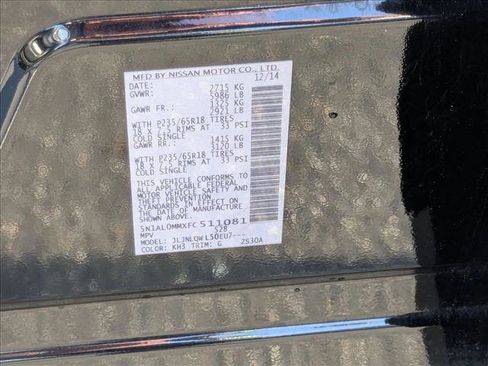 MFD BY NISSAN MOTOR CO., LTD.
DATE: 12/14
GVWR: 2715 KG
5986 LB
GAWR FR: 1325 KG
2921 LB
WITH P235/65R18 TIRES
18 X 7.5 RIMS AT 33 PSI
COLD SINGLE
GAWR RR: 1415 KG
3120 LB
WITH P235/65R18 TIRES
18 X 7.5 RIMS AT 33 PSI
COLD SINGLE
THIS VEHICLE CONFORMS TO
ALL APPLICABLE FEDERAL
SAFETY AND BUMPER
THEFT PREVENTION
STANDARDS IN EFFECT ON
THE DATE OF MANUFACTURE
SHOWN ABOVE.
5N1AL0MMXFC511081
MPV S28
MODEL: JLJNLQWL50EU7---
COLOR: KH3 TRIM: G 2S30A